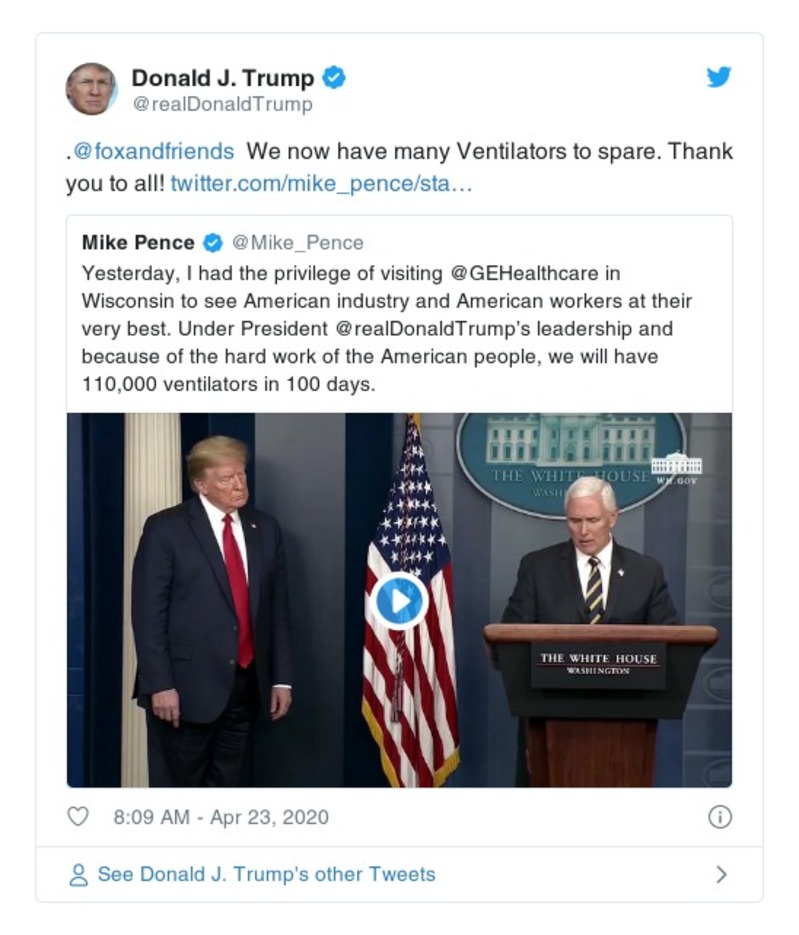 Donald J. Trump
@realDonaldTrump
.@foxandfriends We now have many Ventilators to spare. Thank
you to all! twitter.com/mike_pence/sta…
Mike Pence @Mike_Pence
Yesterday, I had the privilege of visiting @GEHealthcare in
Wisconsin to see American industry and American workers at their
very best. Under President @realDonaldTrump's leadership and
because of the hard work of the American people, we will have
110,000 ventilators in 100 days.
THE WHITE HOUSE
WH.GOV
THE WHITE HOUSE
WASHINGTON
8:09 AM - Apr 23, 2020
See Donald J. Trump's other Tweets